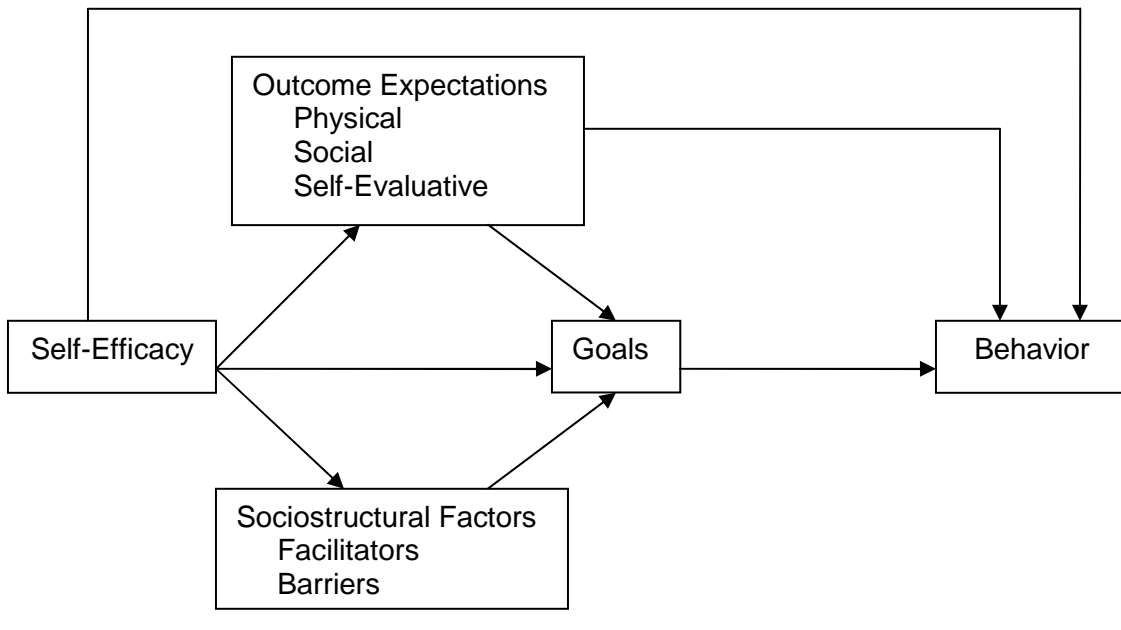 Outcome Expectations
Physical
Social
Self-Evaluative
Self-Efficacy
Goals
Behavior
Sociostructural Factors
Facilitators
Barriers